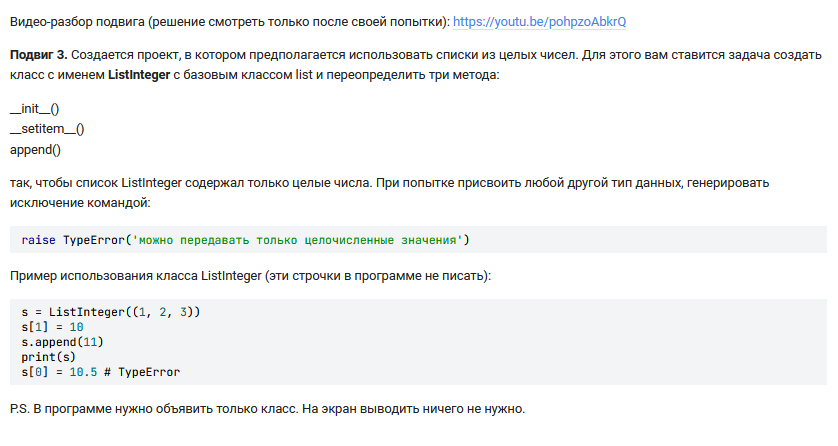 Видео-разбор подвига (решение смотреть только после своей попытки): https://youtu.be/pohpzoAbkrQ
Подвиг 3. Создается проект, в котором предполагается использовать списки из целых чисел. Для этого вам ставится задача создать
класс с именем ListInteger с базовым классом list и переопределить три метода:
__init__()
__setitem__()
append()
так, чтобы список ListInteger содержал только целые числа. При попытке присвоить любой другой тип данных, генерировать
исключение командой:
raise TypeError('можно передавать только целочисленные значения')
Пример использования класса ListInteger (эти строчки в программе не писать):
s = ListInteger((1, 2, 3))
s[1] = 10
s.append(11)
print(s)
s[0] = 10.5 # TypeError
P.S. В программе нужно объявить только класс. На экран выводить ничего не нужно.